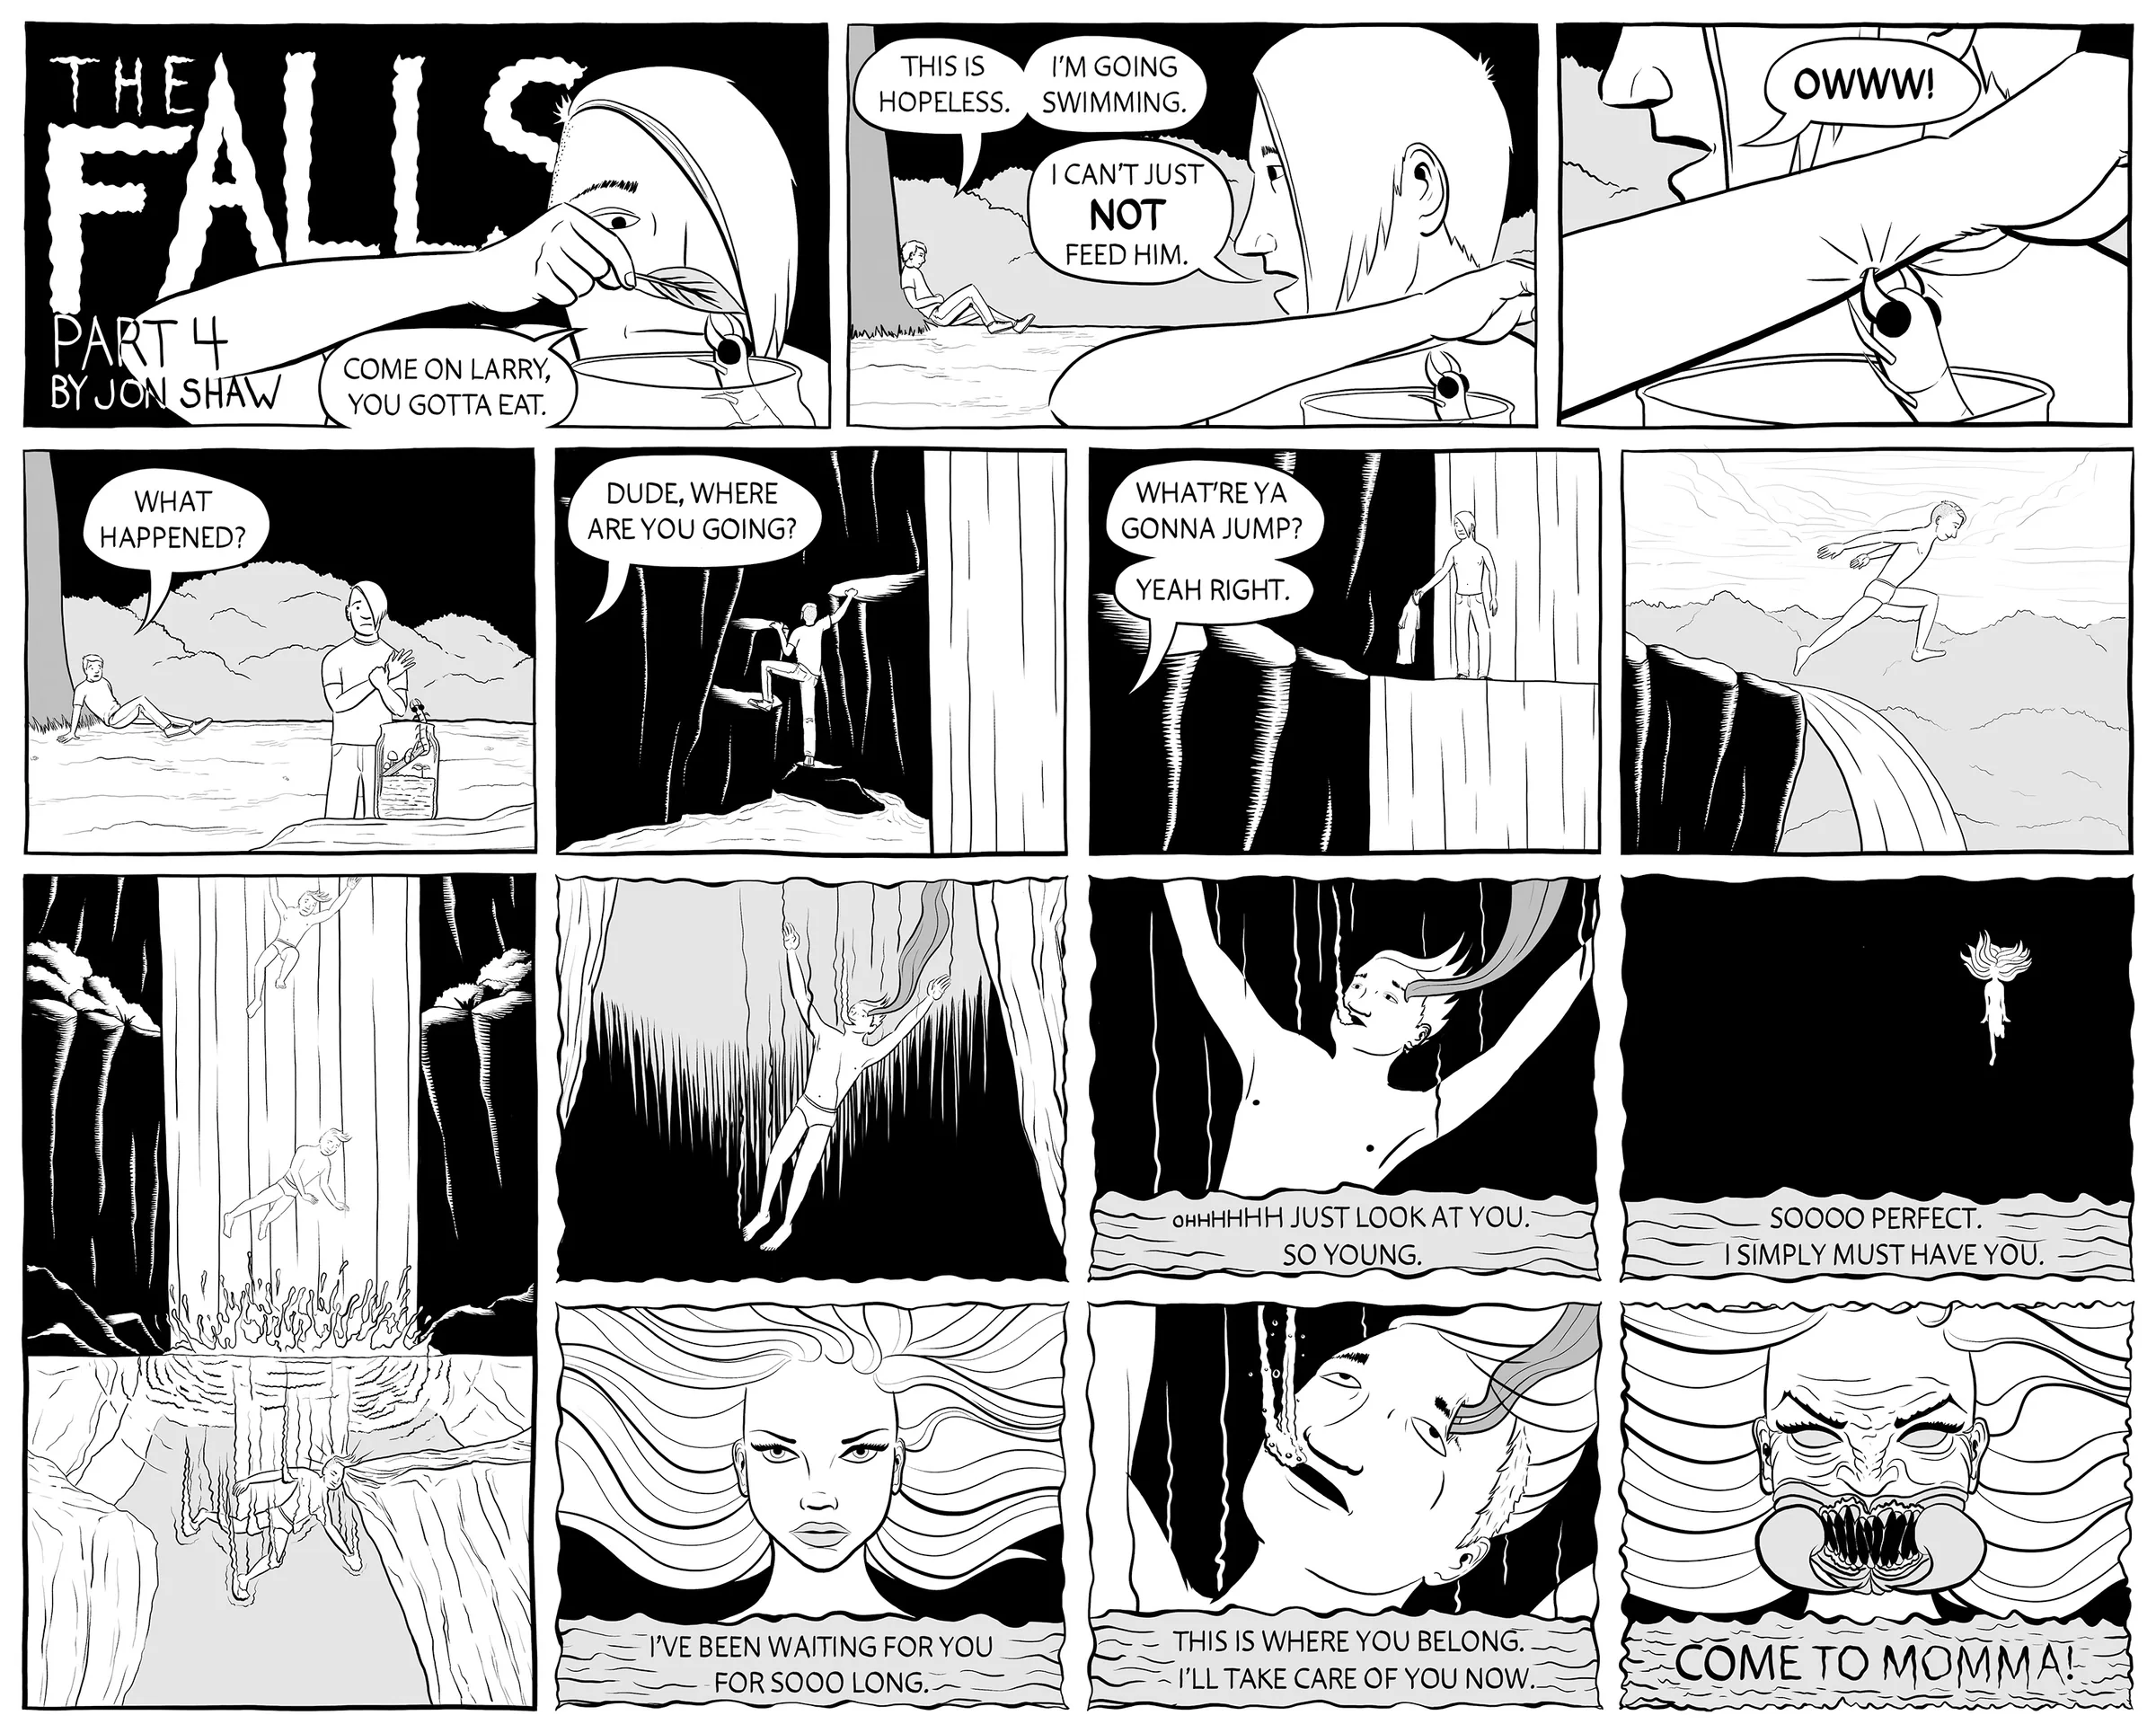 THE
FALLS
PART 4
BY JON SHAW
COME ON LARRY,
YOU GOTTA EAT.
THIS IS
HOPELESS.
I'M GOING
SWIMMING.
I CAN'T JUST
NOT
FEED HIM.
OWWW!
WHAT
HAPPENED?
DUDE, WHERE
ARE YOU GOING?
WHAT'RE YA
GONNA JUMP?
YEAH RIGHT.
OHHHHHH JUST LOOK AT YOU.
SO YOUNG.
SOOOO PERFECT.
I SIMPLY MUST HAVE YOU.
I'VE BEEN WAITING FOR YOU
FOR SOOO LONG.
THIS IS WHERE YOU BELONG.
I'LL TAKE CARE OF YOU NOW.
COME TO MOMMA!